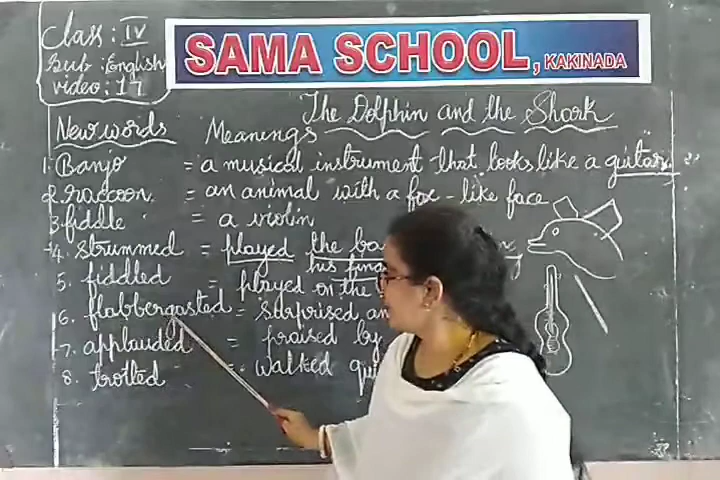 Class : IV
Sub : English
video : 17
SAMA SCHOOL, KAKINADA
The Dolphin and the Shark
New words Meanings
1. Banjo = a musical instrument that looks like a guitar
2. raccoon = an animal with a fox-like face
3. fiddle = a violin
4. strummed = played the
his
5. fiddled = played on the
6. flabbergasted = surprised
7. applauded = praised by
8. trotted = walked